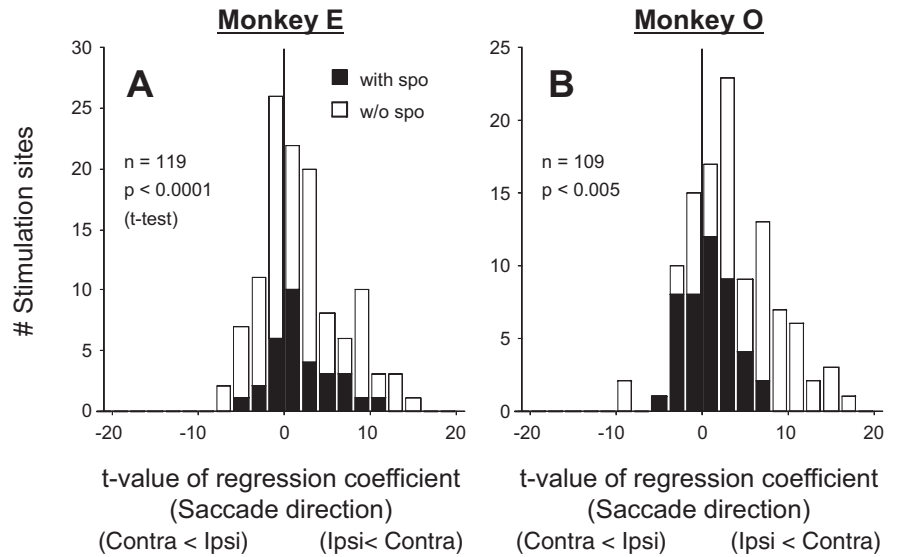 Monkey E
Monkey O
A
B
with spo
w/o spo
n = 119
p < 0.0001
(t-test)
n = 109
p < 0.005
# Stimulation sites
30
25
20
15
10
5
0
25
20
15
10
5
0
-20 -10 0 10 20
-20 -10 0 10 20
t-value of regression coefficient
(Saccade direction)
(Contra < Ipsi) (Ipsi< Contra)
t-value of regression coefficient
(Saccade direction)
(Contra < Ipsi) (Ipsi < Contra)